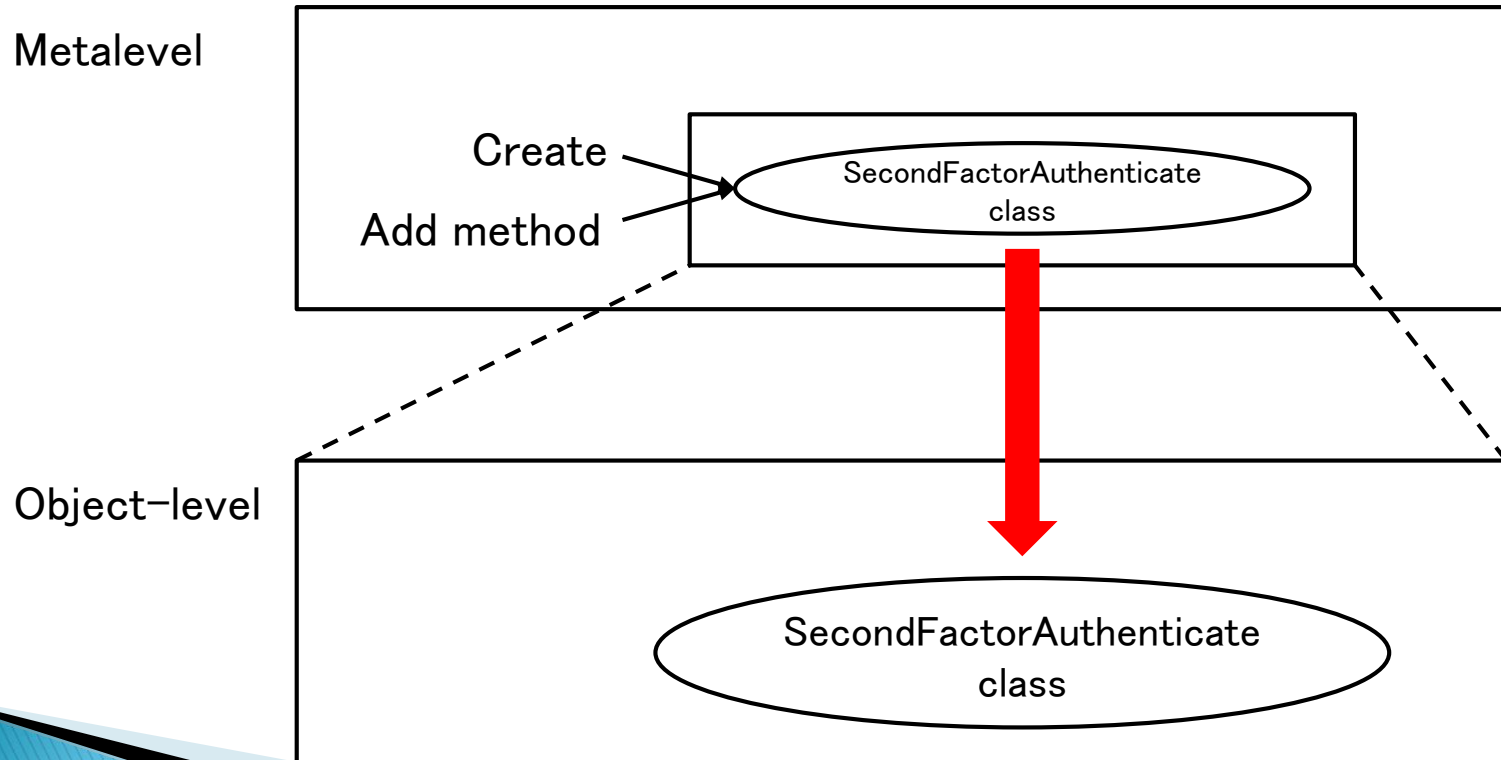 Metalevel
Create
Add method
SecondFactorAuthenticate
class
Object-level
SecondFactorAuthenticate
class